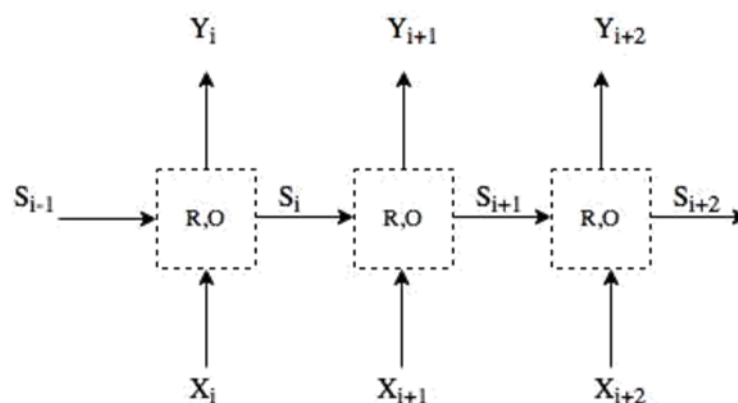 Yi Yi+1 Yi+2
Si-1 R,O Si R,O Si+1 R,O Si+2
Xi Xi+1 Xi+2